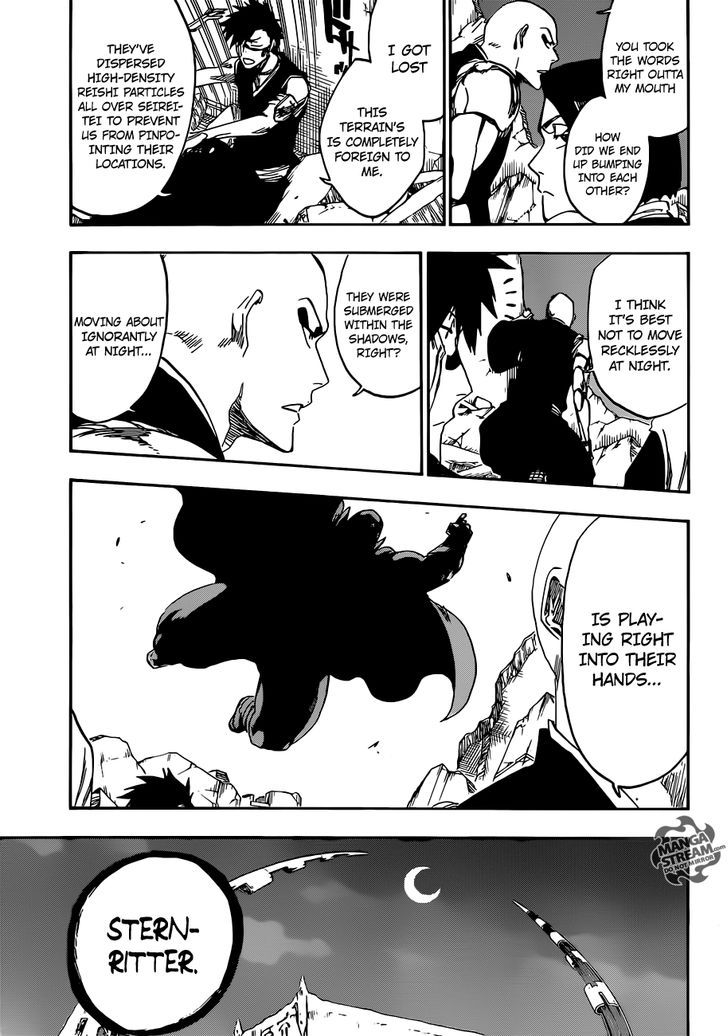 YOU TOOK
THE WORDS
RIGHT OUTTA
MY MOUTH
HOW
DID WE END
UP BUMPING
INTO EACH
OTHER?
I GOT
LOST
THIS
TERRAIN'S
IS COMPLETELY
FOREIGN TO
ME.
THEY'VE
DISPERSED
HIGH-DENSITY
REISHI PARTICLES
ALL OVER SEIREI-
TEI TO PREVENT
US FROM PINPO-
INTING THEIR
LOCATIONS.
I THINK
IT'S BEST
NOT TO MOVE
RECKLESSLY
AT NIGHT.
THEY WERE
SUBMERGED
WITHIN THE
SHADOWS,
RIGHT?
MOVING ABOUT
IGNORANTLY
AT NIGHT...
IS PLAY-
ING RIGHT
INTO THEIR
HANDS...
MANGA
STREAM.com
DO NOT MIRROR
STERN-
RITTER.